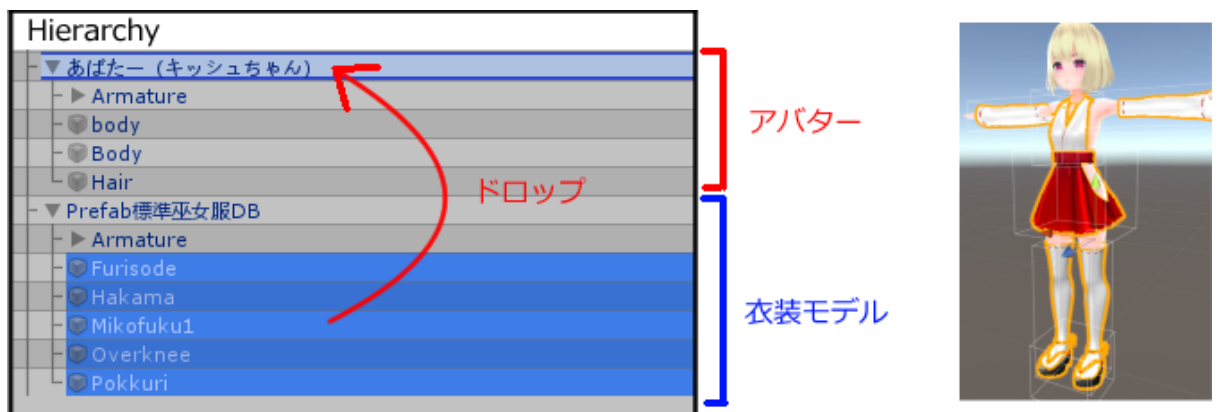 Hierarchy
あばたー (キッシュちゃん)
Armature
body
Body
Hair
Prefab標準巫女服DB
Armature
Furisode
Hakama
Mikofuku1
Overknee
Pokkuri
ドロップ
アバター
衣装モデル